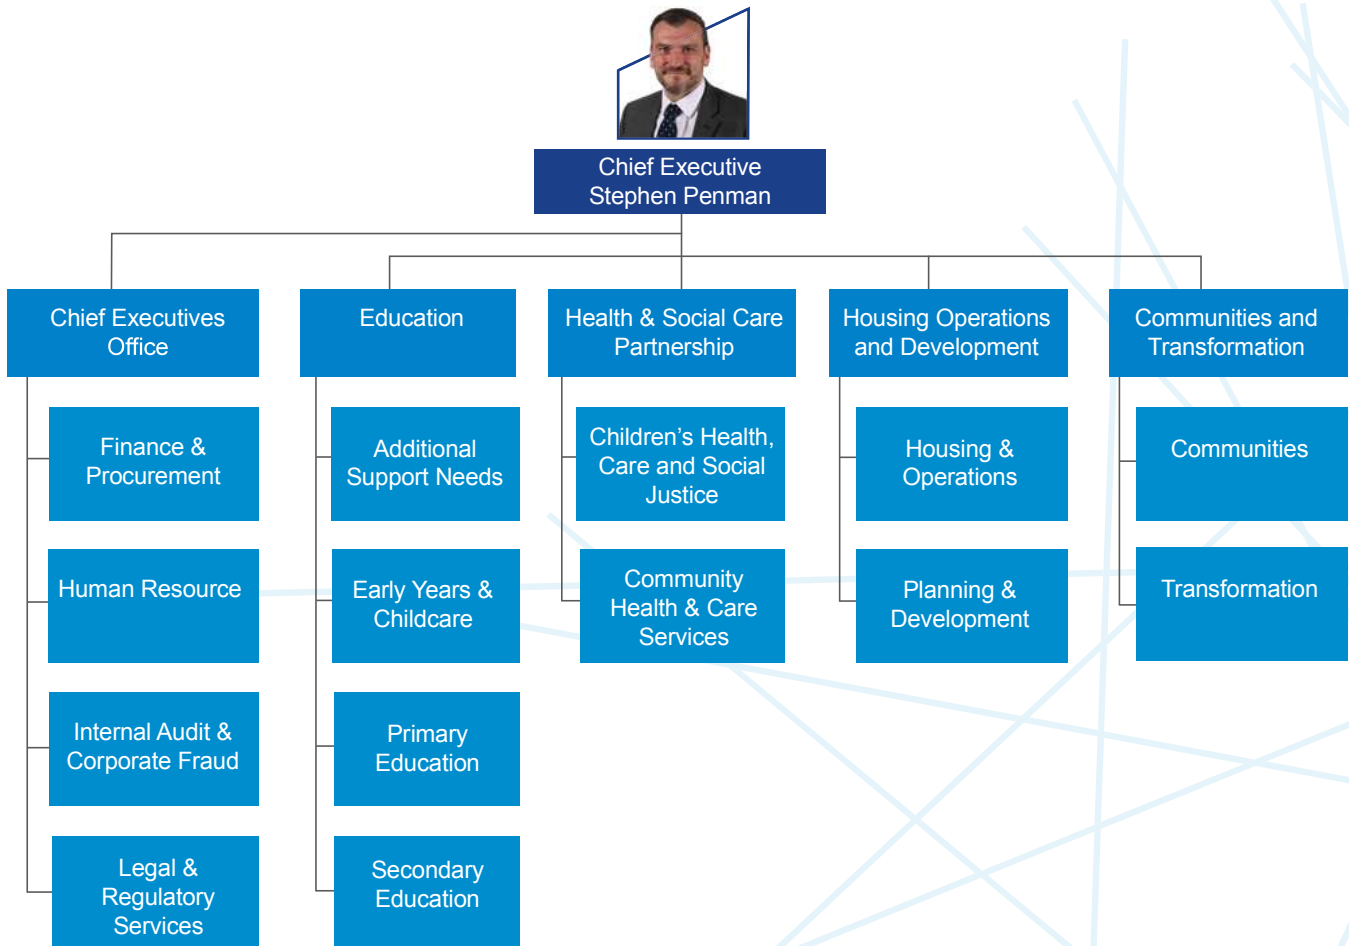 Chief Executive
Stephen Penman
Chief Executives
Office
Education
Health & Social Care
Partnership
Housing Operations
and Development
Communities and
Transformation
Finance &
Procurement
Additional
Support Needs
Children’s Health,
Care and Social
Justice
Housing &
Operations
Communities
Human Resource
Early Years &
Childcare
Community
Health & Care
Services
Planning &
Development
Transformation
Internal Audit &
Corporate Fraud
Primary
Education
Legal &
Regulatory
Services
Secondary
Education